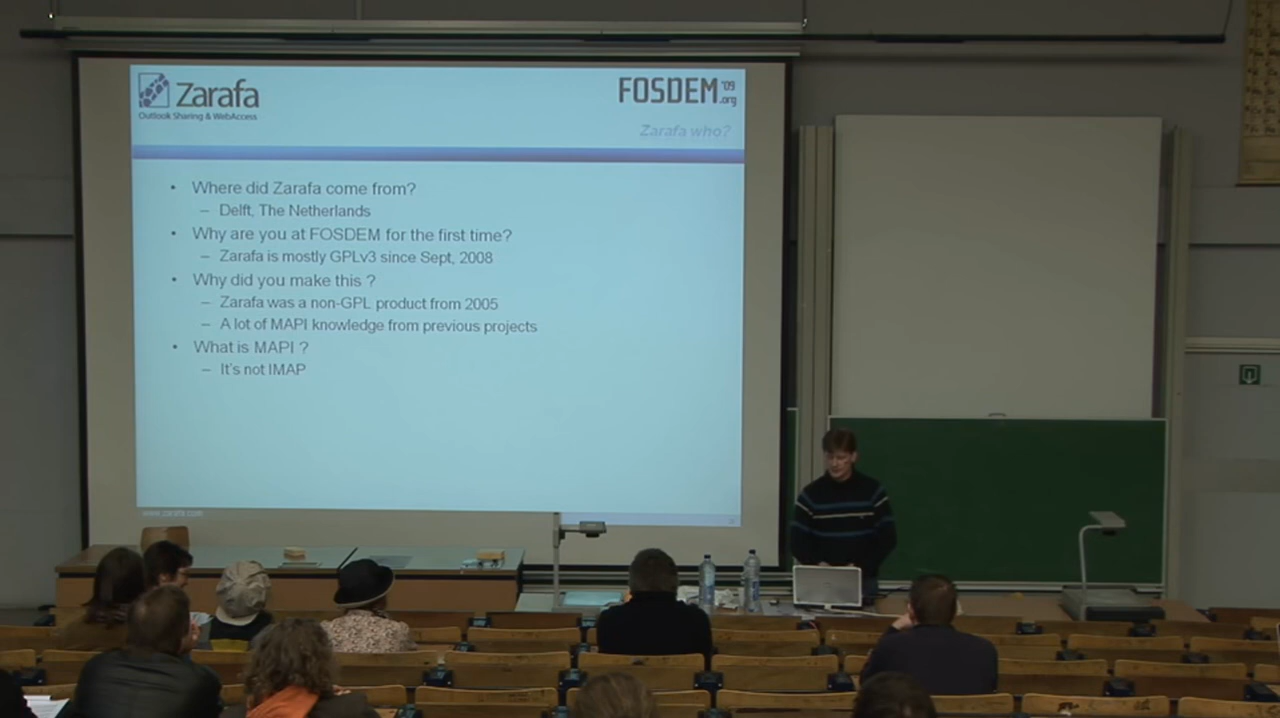 Zarafa
Outlook Sharing & WebAccess
FOSDEM '09 .org
Zarafa who?
• Where did Zarafa come from?
– Delft, The Netherlands
• Why are you at FOSDEM for the first time?
– Zarafa is mostly GPLv3 since Sept, 2008
• Why did you make this ?
– Zarafa was a non-GPL product from 2005
– A lot of MAPI knowledge from previous projects
• What is MAPI ?
– It's not IMAP
www.zarafa.com